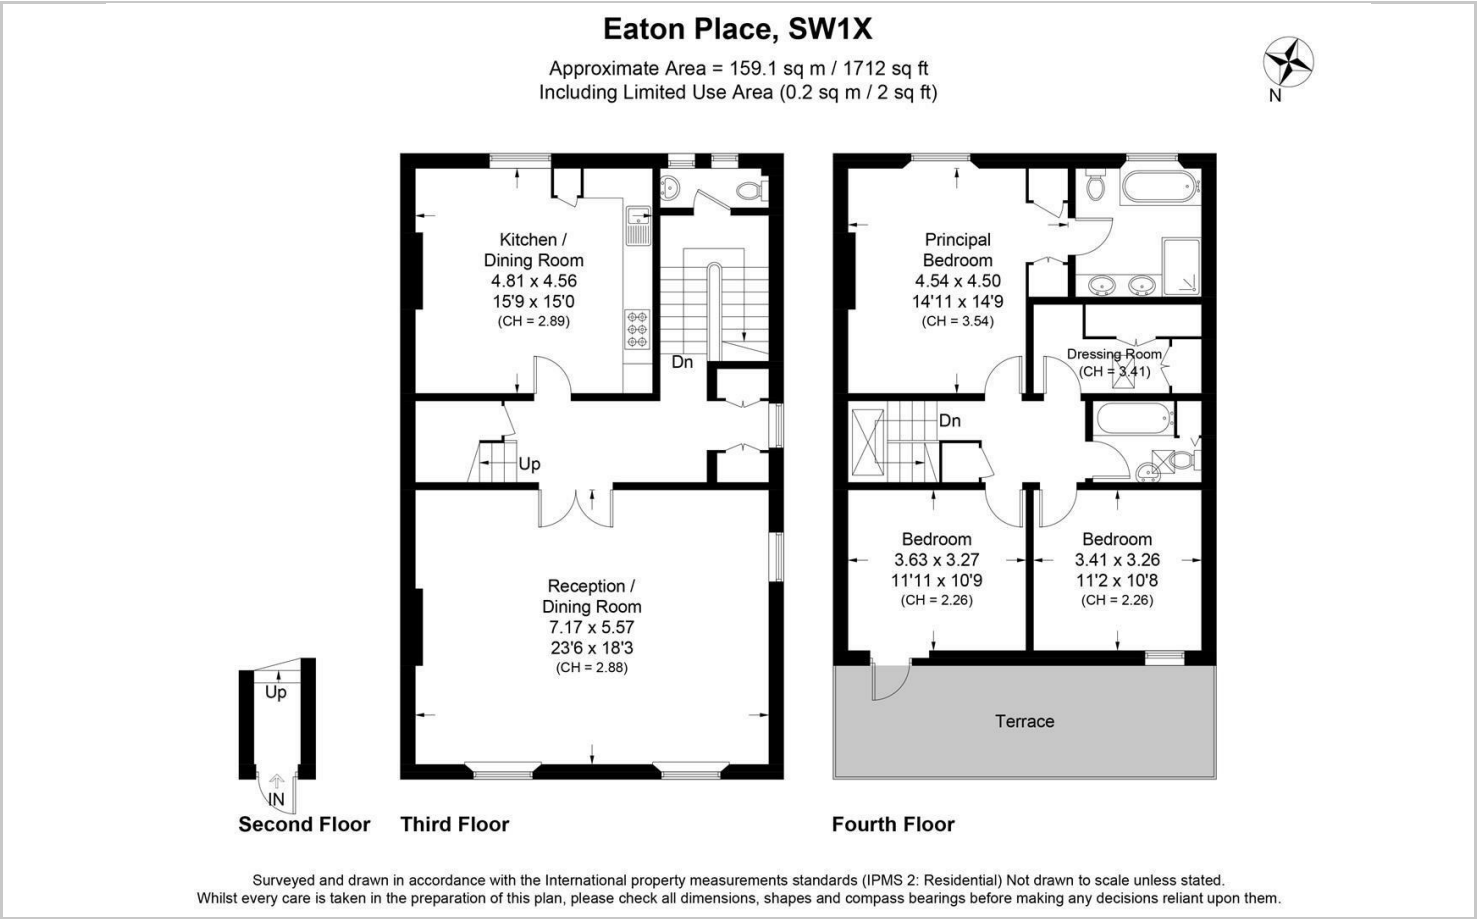 Eaton Place, SW1X
Approximate Area = 159.1 sq m / 1712 sq ft
Including Limited Use Area (0.2 sq m / 2 sq ft)
N
Kitchen /
Dining Room
4.81 x 4.56
15'9 x 15'0
(CH = 2.89)
Dn
Up
Reception /
Dining Room
7.17 x 5.57
23'6 x 18'3
(CH = 2.88)
Principal
Bedroom
4.54 x 4.50
14'11 x 14'9
(CH = 3.54)
Dressing Room
(CH = 3.41)
Dn
Bedroom
3.63 x 3.27
11'11 x 10'9
(CH = 2.26)
Bedroom
3.41 x 3.26
11'2 x 10'8
(CH = 2.26)
Terrace
Up
IN
Second Floor
Third Floor
Fourth Floor
Surveyed and drawn in accordance with the International property measurements standards (IPMS 2: Residential) Not drawn to scale unless stated.
Whilst every care is taken in the preparation of this plan, please check all dimensions, shapes and compass bearings before making any decisions reliant upon them.